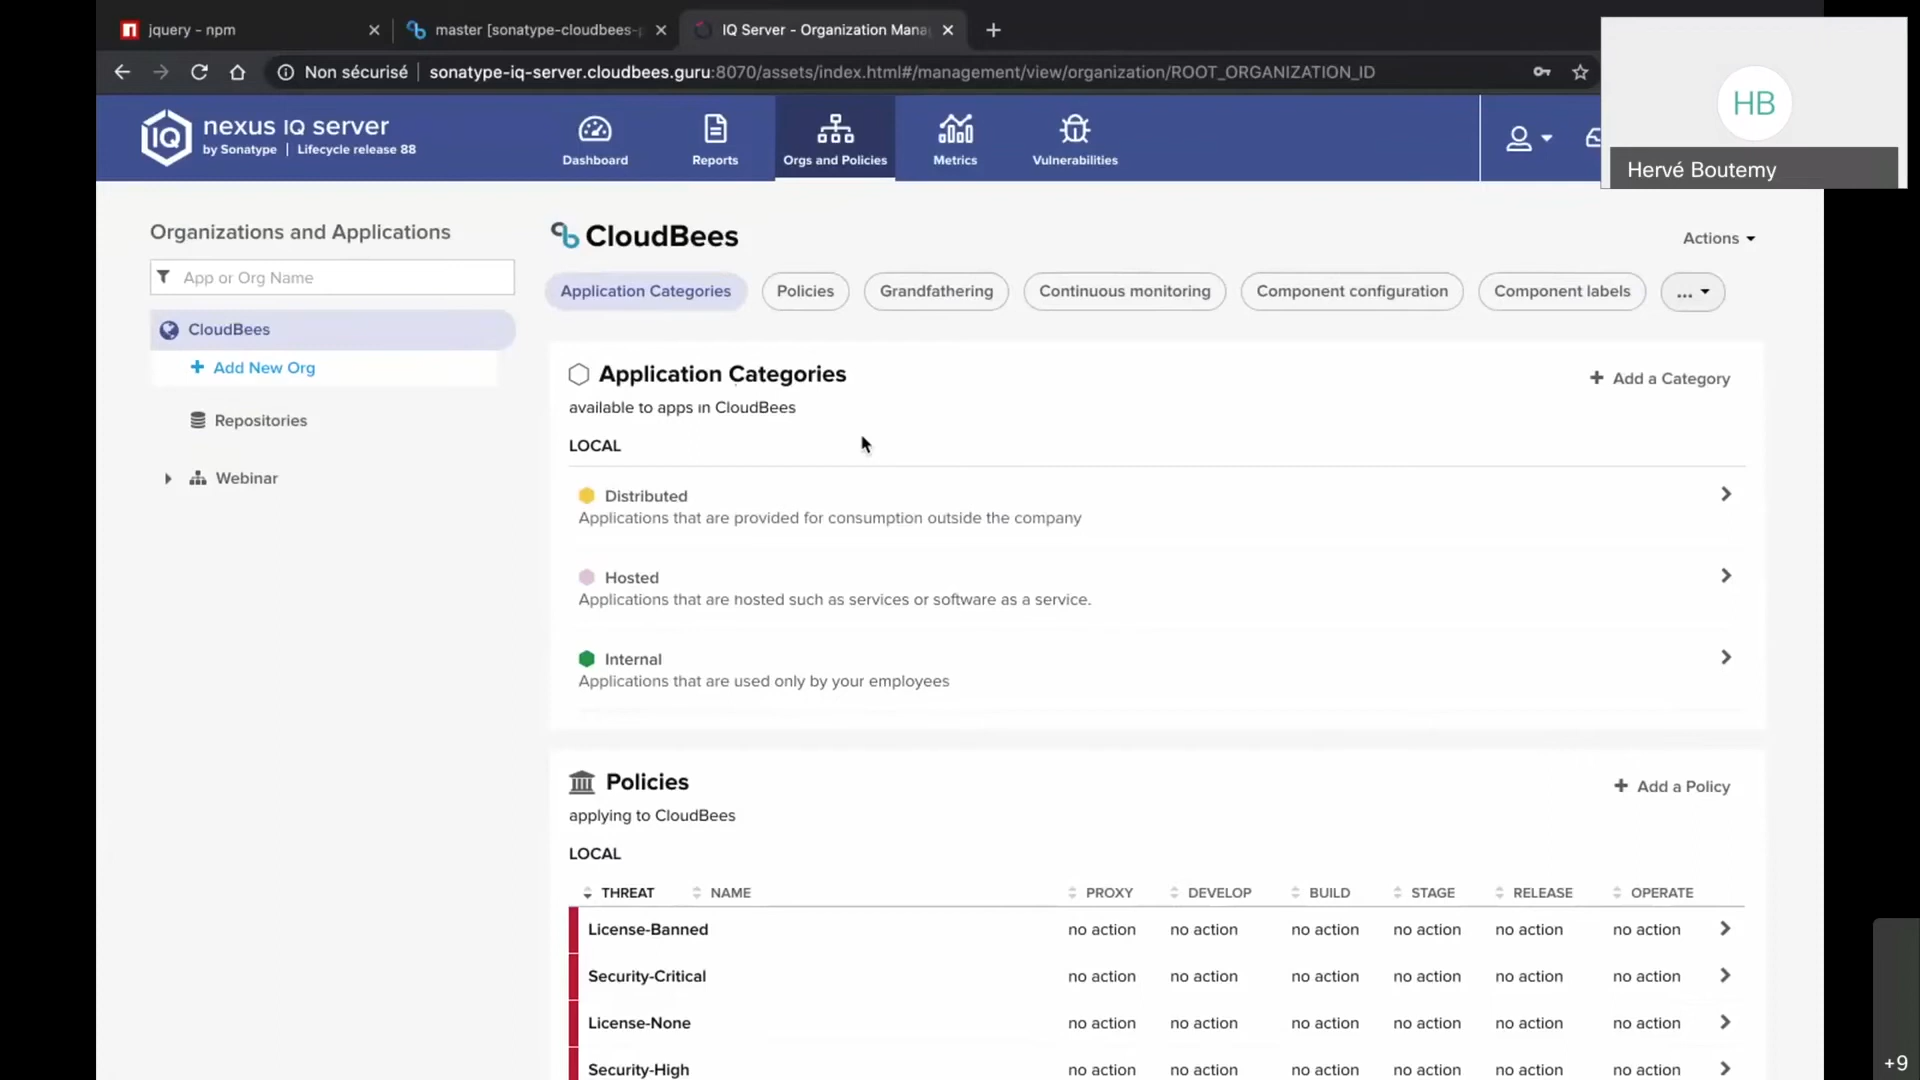 jquery - npm
master [sonatype-cloudbees-
IQ Server - Organization Mana
Non sécurisé
sonatype-iq-server.cloudbees.guru:8070/assets/index.html#/management/view/organization/ROOT_ORGANIZATION_ID
HB
Hervé Boutemy
IQ
nexus IQ server
by Sonatype | Lifecycle release 88
Dashboard
Reports
Orgs and Policies
Metrics
Vulnerabilities
Organizations and Applications
App or Org Name
CloudBees
+ Add New Org
Repositories
Webinar
CloudBees
Actions
Application Categories
Policies
Grandfathering
Continuous monitoring
Component configuration
Component labels
...
Application Categories
+ Add a Category
available to apps in CloudBees
LOCAL
Distributed
Applications that are provided for consumption outside the company
Hosted
Applications that are hosted such as services or software as a service.
Internal
Applications that are used only by your employees
Policies
+ Add a Policy
applying to CloudBees
LOCAL
THREAT NAME PROXY DEVELOP BUILD STAGE RELEASE OPERATE
License-Banned no action no action no action no action no action no action
Security-Critical no action no action no action no action no action no action
License-None no action no action no action no action no action no action
Security-High no action no action no action no action no action no action
+9